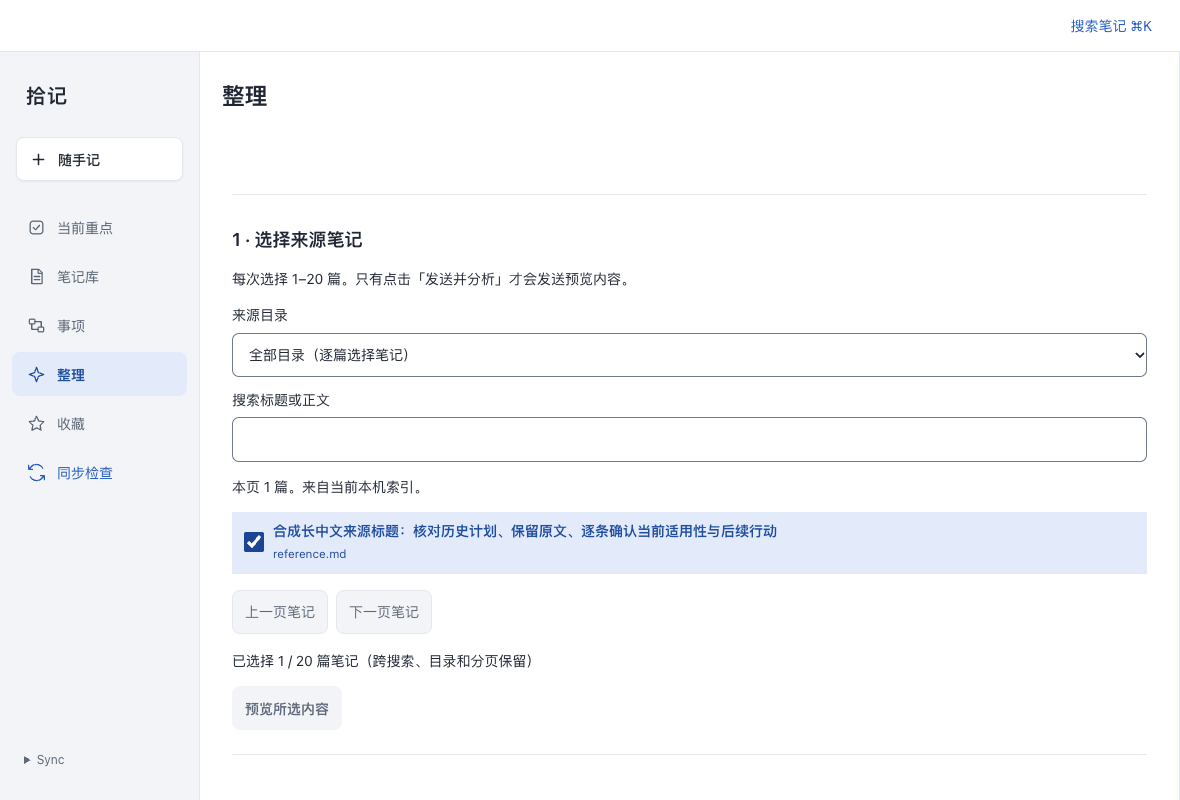 搜索笔记 ⌘K
拾记
随手记
当前重点
笔记库
事项
整理
收藏
同步检查
Sync
整理
1 · 选择来源笔记
每次选择 1–20 篇。只有点击「发送并分析」才会发送预览内容。
来源目录
全部目录（逐篇选择笔记）
搜索标题或正文
本页 1 篇。来自当前本机索引。
合成长中文来源标题：核对历史计划、保留原文、逐条确认当前适用性与后续行动
reference.md
上一页笔记 下一页笔记
已选择 1 / 20 篇笔记（跨搜索、目录和分页保留）
预览所选内容